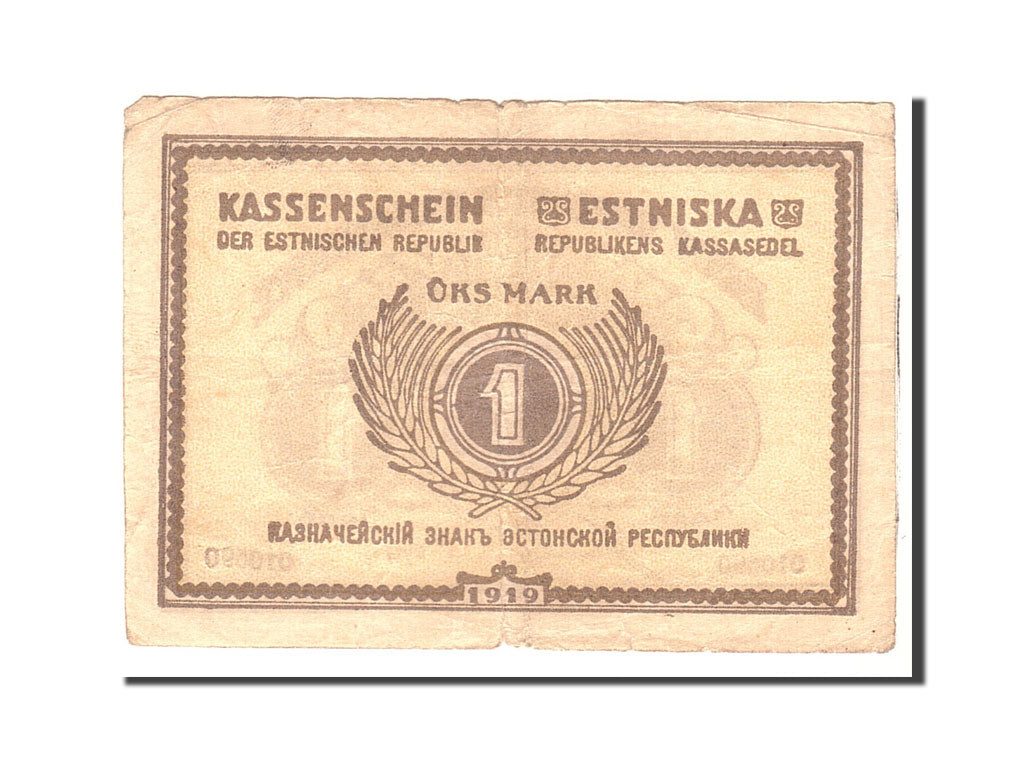 KASSENSCHEIN
DER ESTNISCHEN REPUBLIK
ESTNISKA
REPUBLIKENS KASSASEDEL
ÜKS MARK
1
КАЗНАЧЕЙСКІЙ ЗНАКЪ ЭСТОНСКОЙ РЕСПУБЛИКИ
1919